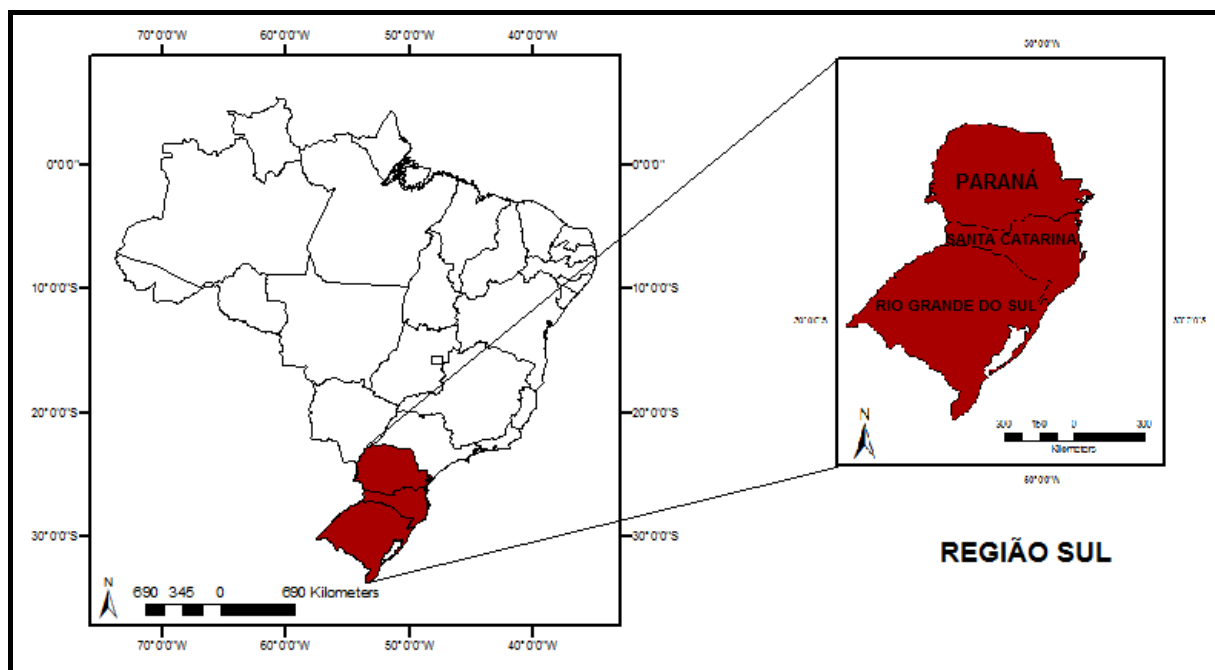 70°0'0"W 60°0'0"W 50°0'0"W 40°0'0"W
0°0'0" 0°0'0"
10°0'0"S 10°0'0"S
20°0'0"S 20°0'0"S
30°0'0"S 30°0'0"S
N
690 345 0 690 Kilometers
70°0'0"W 60°0'0"W 50°0'0"W 40°0'0"W
PARANÁ
SANTA CATARINA
RIO GRANDE DO SUL
N
300 150 0 300
Kilometers
REGIÃO SUL